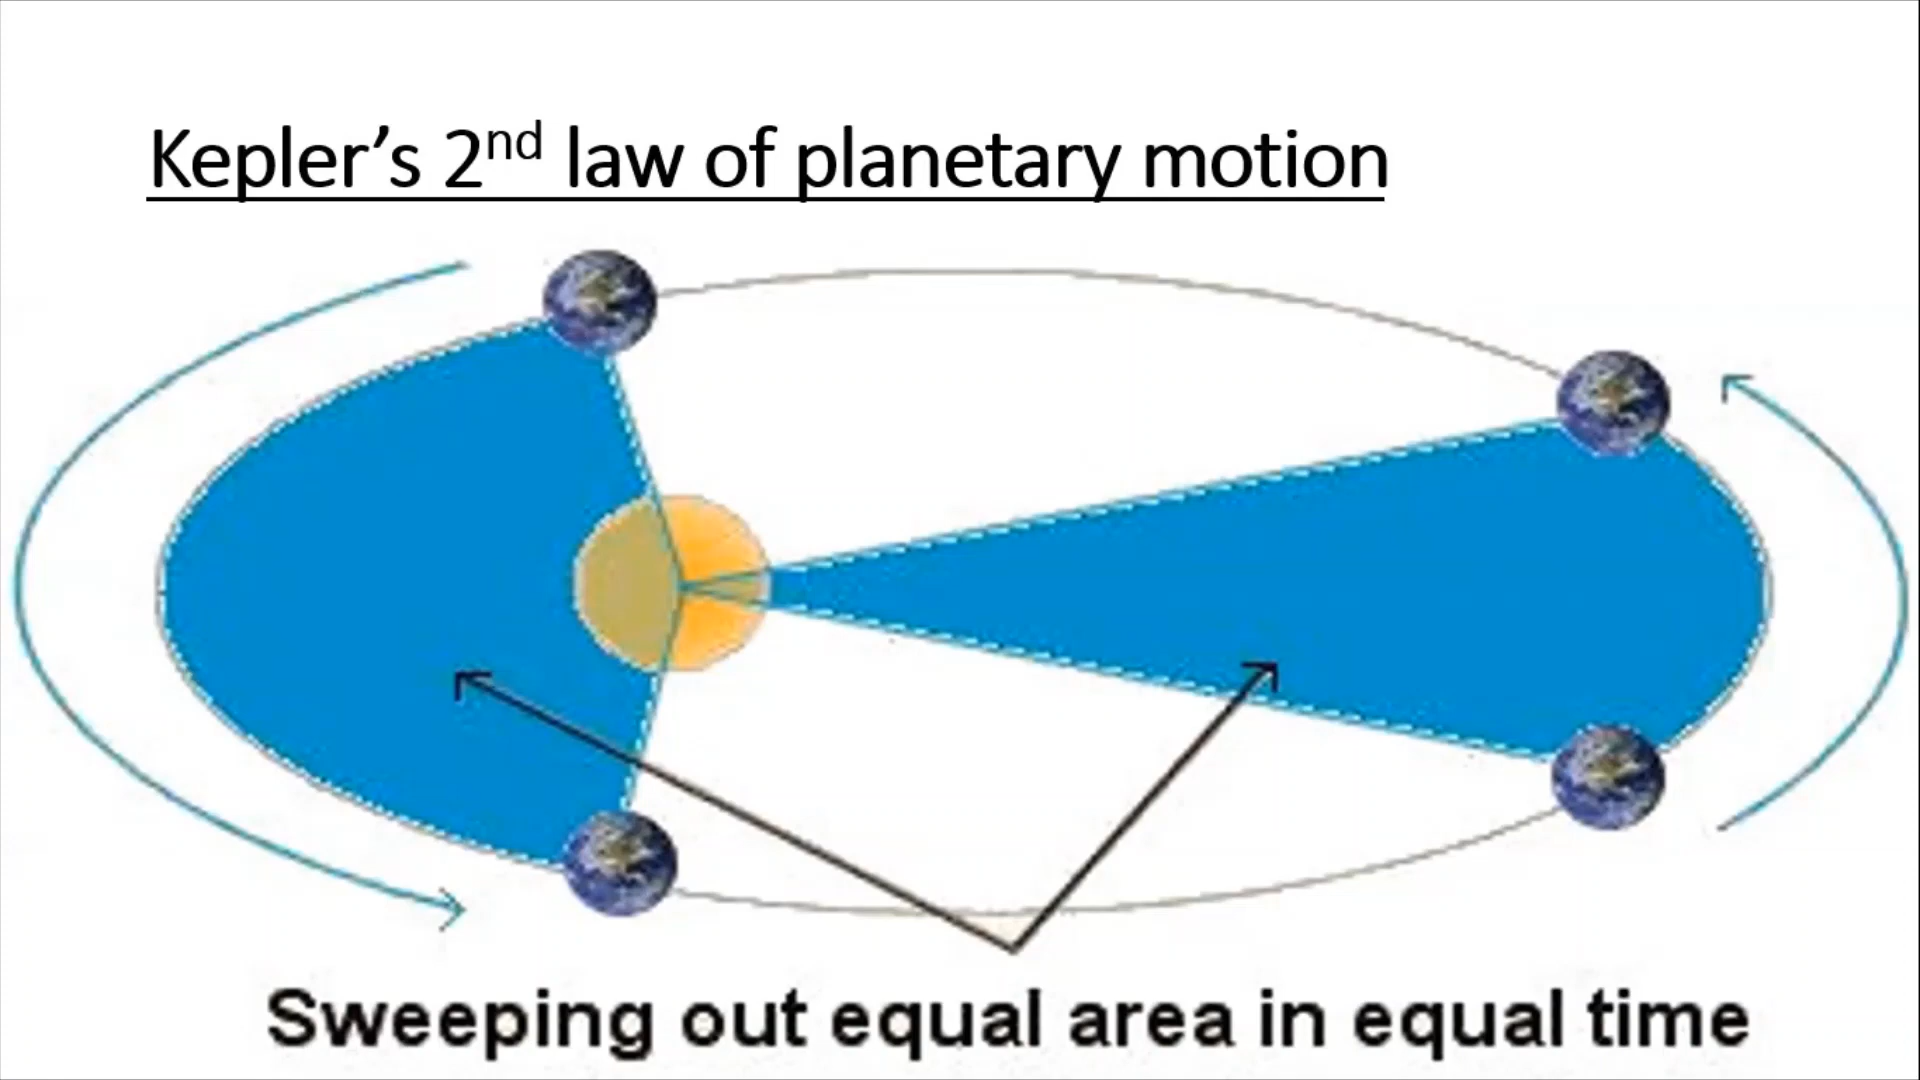 Kepler’s 2nd law of planetary motion
Sweeping out equal area in equal time